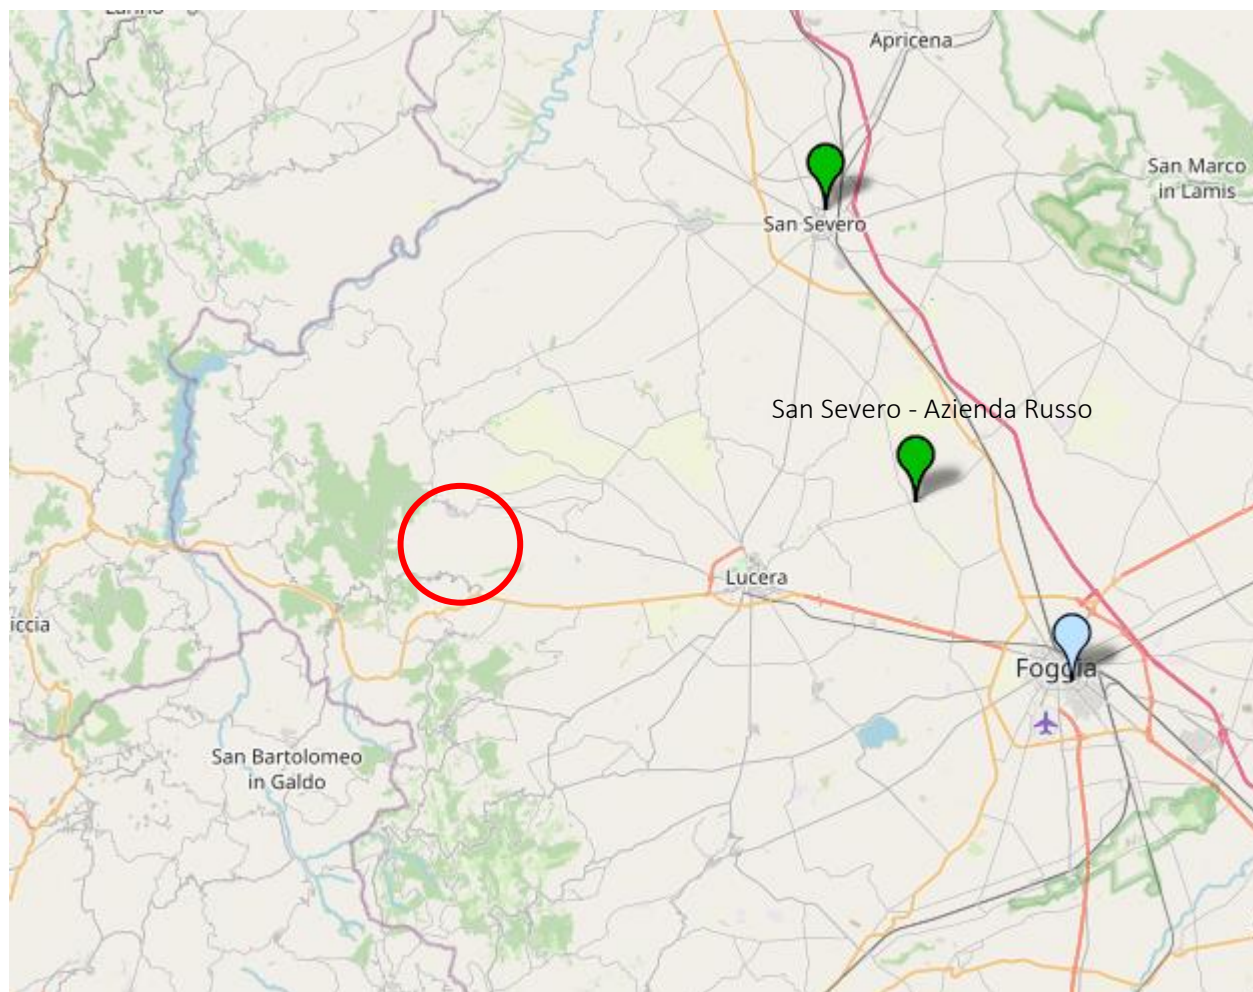 Apricena
San Marco
in Lamis
San Severo
San Severo - Azienda Russo
Lucera
iccia
Foggia
San Bartolomeo
in Galdo